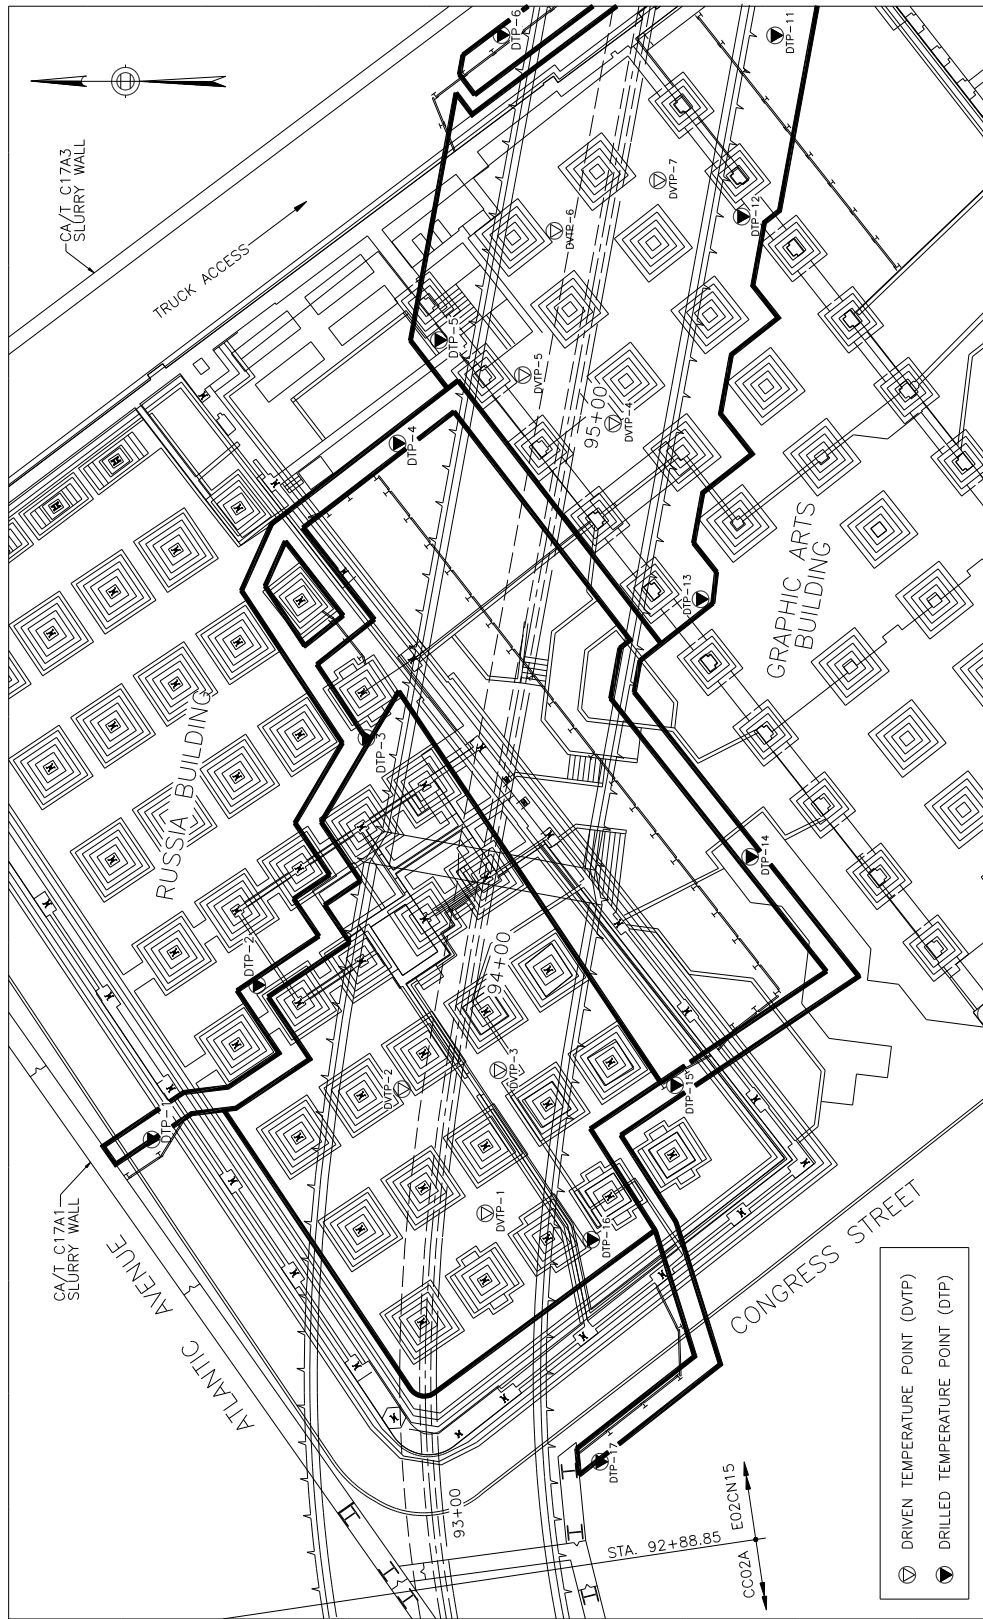 CA/T C17A3
SLURRY WALL
TRUCK ACCESS
DTP-6
DTP-11
DVTP-7
DVTP-6
DTP-12
DTP-5
DVTP-5
DVTP-4
95+00
DTP-4
GRAPHIC ARTS
BUILDING
DTP-13
RUSSIA BUILDING
DTP-3
DTP-14
DTP-2
94+00
DVTP-3
DVTP-2
DTP-15
DTP-1
DVTP-1
DTP-16
CA/T C17A1
SLURRY WALL
ATLANTIC AVENUE
CONGRESS STREET
DTP-17
93+00
STA. 92+88.85
E02CN15
CC02A
DRIVEN TEMPERATURE POINT (DVTP)
DRILLED TEMPERATURE POINT (DTP)